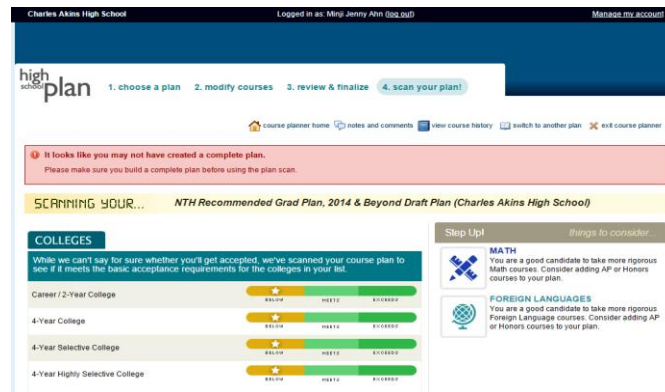 Charles Akins High School Logged in as: Minji Jenny Ahn (log out) Manage my account
high school plan
1. choose a plan 2. modify courses 3. review & finalize 4. scan your plan!
course planner home notes and comments view course history switch to another plan exit course planner
It looks like you may not have created a complete plan.
Please make sure you build a complete plan before using the plan scan.
SCANNING YOUR... NTH Recommended Grad Plan, 2014 & Beyond Draft Plan (Charles Akins High School)
COLLEGES
While we can't say for sure whether you'll get accepted, we've scanned your course plan to
see if it meets the basic acceptance requirements for the colleges in your list.
Career / 2-Year College
BELOW MEETS EXCEEDS
4-Year College
BELOW MEETS EXCEEDS
4-Year Selective College
BELOW MEETS EXCEEDS
4-Year Highly Selective College
BELOW MEETS EXCEEDS
Step Up! things to consider...
MATH
You are a good candidate to take more rigorous
Math courses. Consider adding AP or Honors
courses to your plan.
FOREIGN LANGUAGES
You are a good candidate to take more rigorous
Foreign Language courses. Consider adding AP
or Honors courses to your plan.